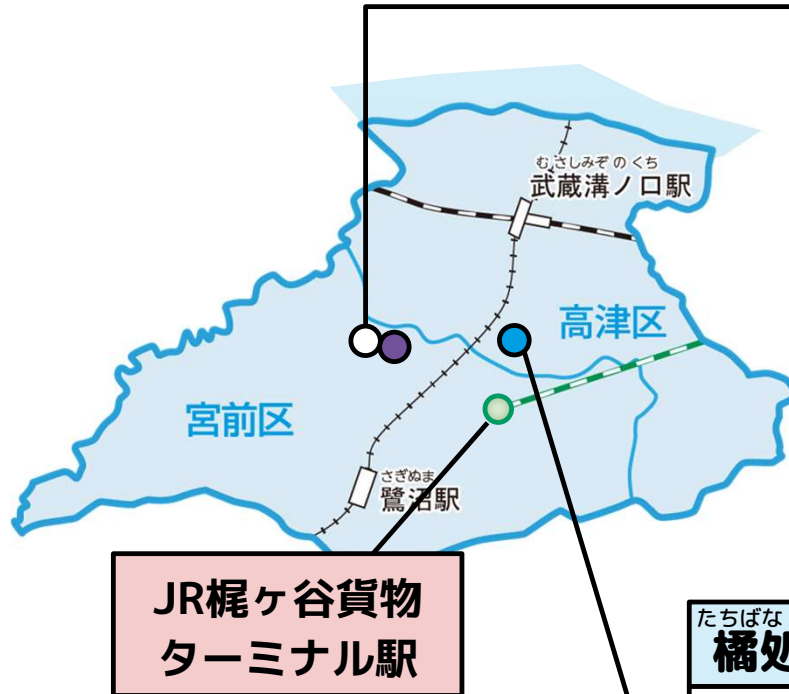 むさしみぞのくち
武蔵溝ノ口駅
高津区
宮前区
さぎぬま
鷺沼駅
JR梶ヶ谷貨物
ターミナル駅
たちばな
橘処